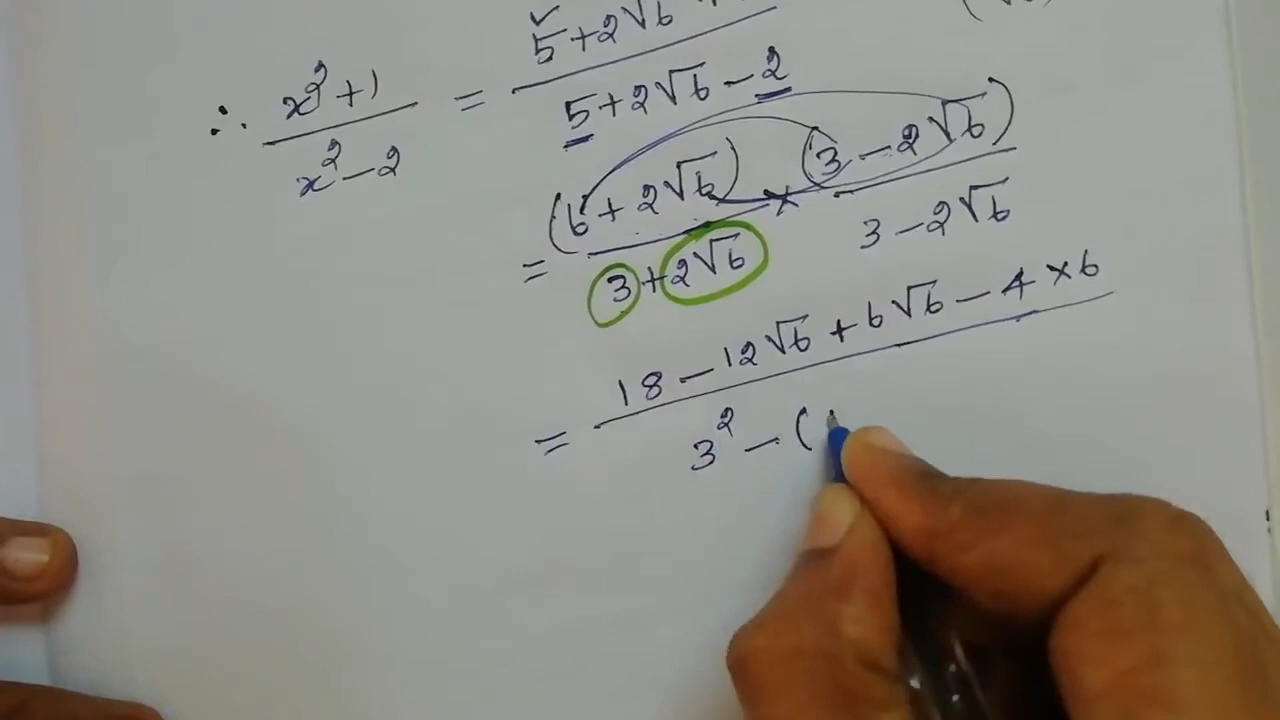 ∴ (x²+1)/(x²-2) = (5+2√6 +)/(5+2√6-2)
= (6+2√6)/(3+2√6) × (3-2√6)/(3-2√6)
= (18-12√6+6√6-4×6)/(3²-(